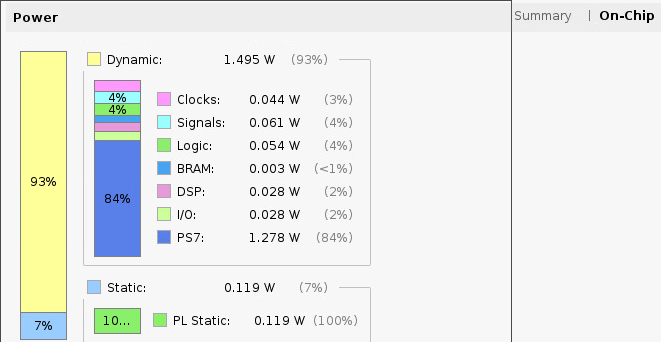 Power
Summary | On-Chip
Dynamic: 1.495 W (93%)
4% Clocks: 0.044 W (3%)
4% Signals: 0.061 W (4%)
Logic: 0.054 W (4%)
BRAM: 0.003 W (<1%)
93% DSP: 0.028 W (2%)
84% I/O: 0.028 W (2%)
PS7: 1.278 W (84%)
Static: 0.119 W (7%)
7% 10... PL Static: 0.119 W (100%)